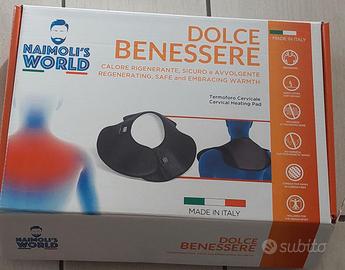 NAIMOLI'S
WORLD
DOLCE
BENESSERE
MADE IN ITALY
CALORE RIGENERANTE, SICURO e AVVOLGENTE
REGENERATING, SAFE and EMBRACING WARMTH
Termoforo Cervicale
Cervical Heating Pad
MADE IN ITALY
NAIMOLI'S
WORLD
DOLCE
BENESSERE
subito